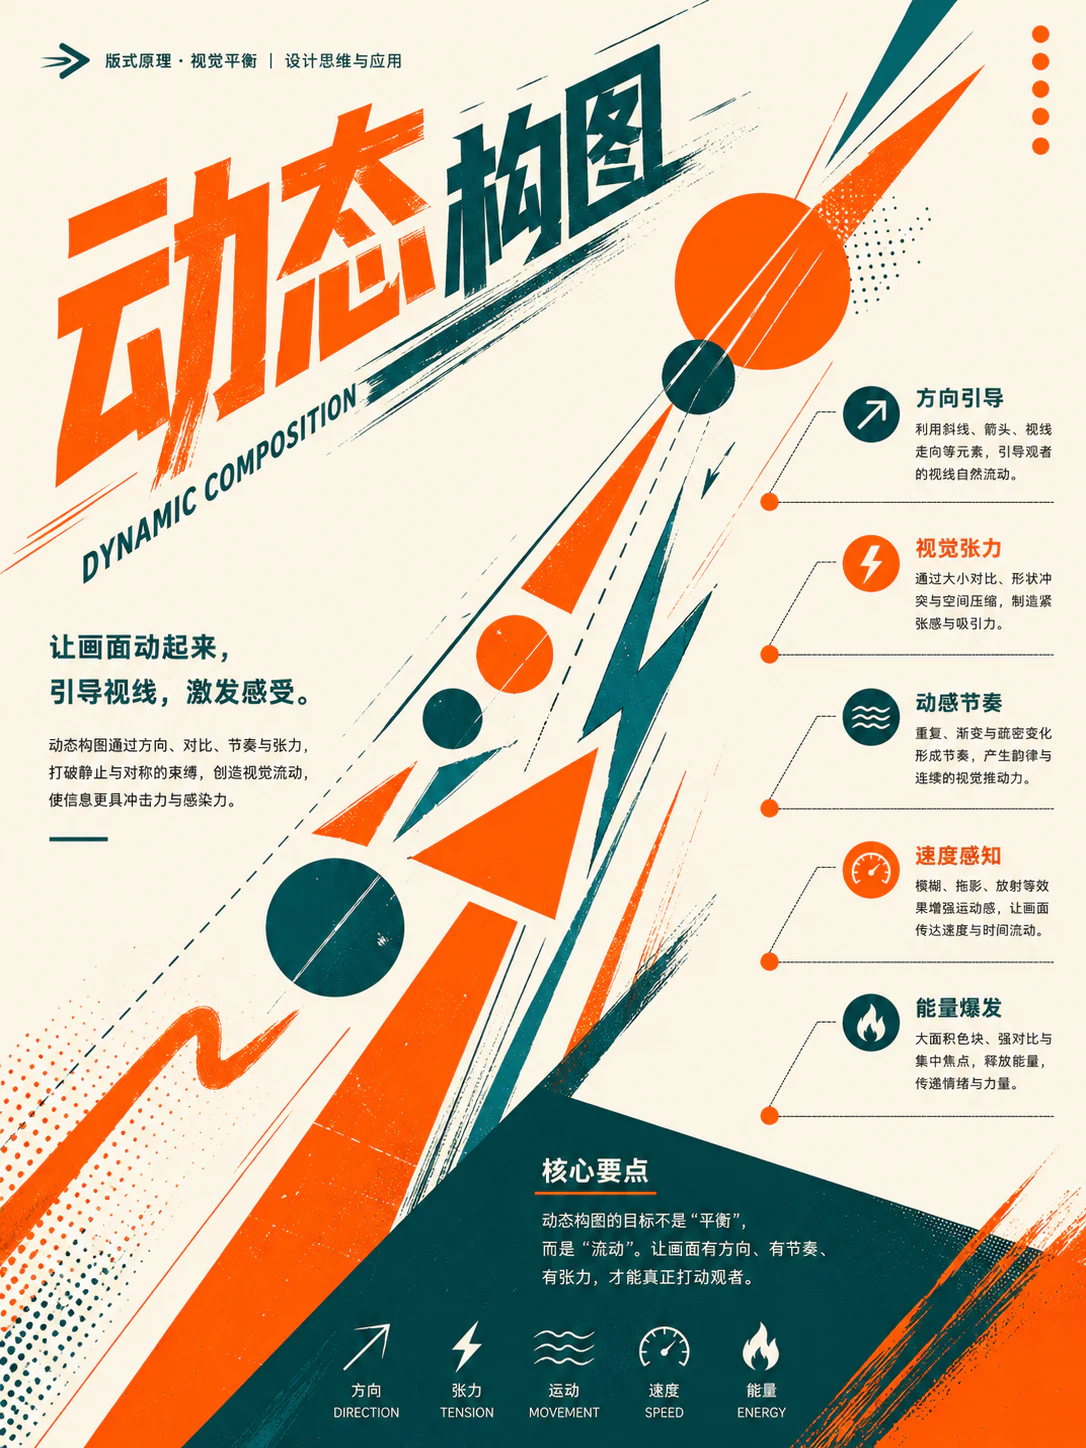 版式原理·视觉平衡｜设计思维与应用
动态构图
DYNAMIC COMPOSITION
让画面动起来，
引导视线，激发感受。
动态构图通过方向、对比、节奏与张力，
打破静止与对称的束缚，创造视觉流动，
使信息更具冲击力与感染力。
方向引导
利用斜线、箭头、视线
走向等元素，引导观者
的视线自然流动。
视觉张力
通过大小对比、形状冲
突与空间压缩，制造紧
张感与吸引力。
动感节奏
重复、渐变与疏密变化
形成节奏，产生韵律与
连续的视觉推动力。
速度感知
模糊、拖影、放射等效
果增强运动感，让画面
传达速度与时间流动。
能量爆发
大面积色块、强对比与
集中焦点，释放能量，
传递情绪与力量。
核心要点
动态构图的目标不是“平衡”，
而是“流动”。让画面有方向、有节奏、
有张力，才能真正打动观者。
方向 张力 运动 速度 能量
DIRECTION TENSION MOVEMENT SPEED ENERGY